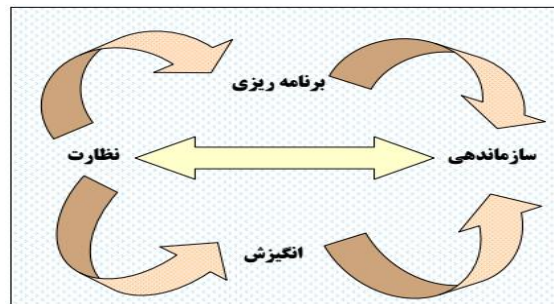 برنامه ریزی
سازماندهی
نظارت
انگیزش